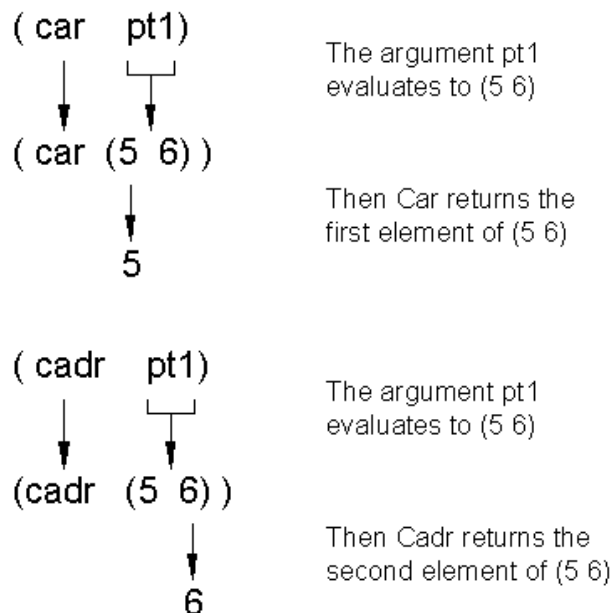 ( car pt1)
The argument pt1
evaluates to (5 6)
( car (5 6) )
Then Car returns the
first element of (5 6)
5
( cadr pt1)
The argument pt1
evaluates to (5 6)
(cadr (5 6) )
Then Cadr returns the
second element of (5 6)
6